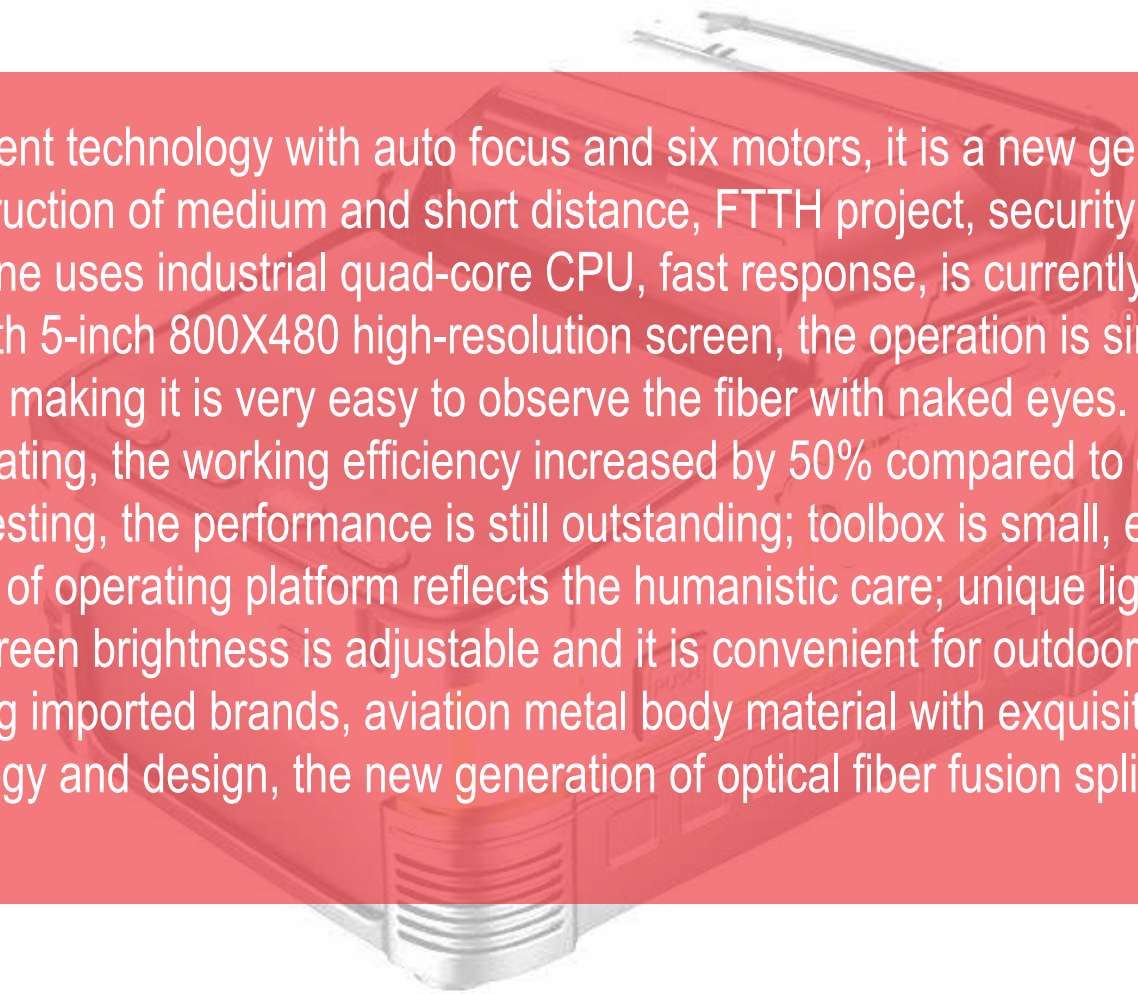 ent technology with auto focus and six motors, it is a new ge
ruction of medium and short distance, FTTH project, security
ne uses industrial quad-core CPU, fast response, is currently
th 5-inch 800X480 high-resolution screen, the operation is si
making it is very easy to observe the fiber with naked eyes.
ating, the working efficiency increased by 50% compared to
esting, the performance is still outstanding; toolbox is small, e
of operating platform reflects the humanistic care; unique lig
reen brightness is adjustable and it is convenient for outdoor
g imported brands, aviation metal body material with exquisit
gy and design, the new generation of optical fiber fusion spli
PUSH